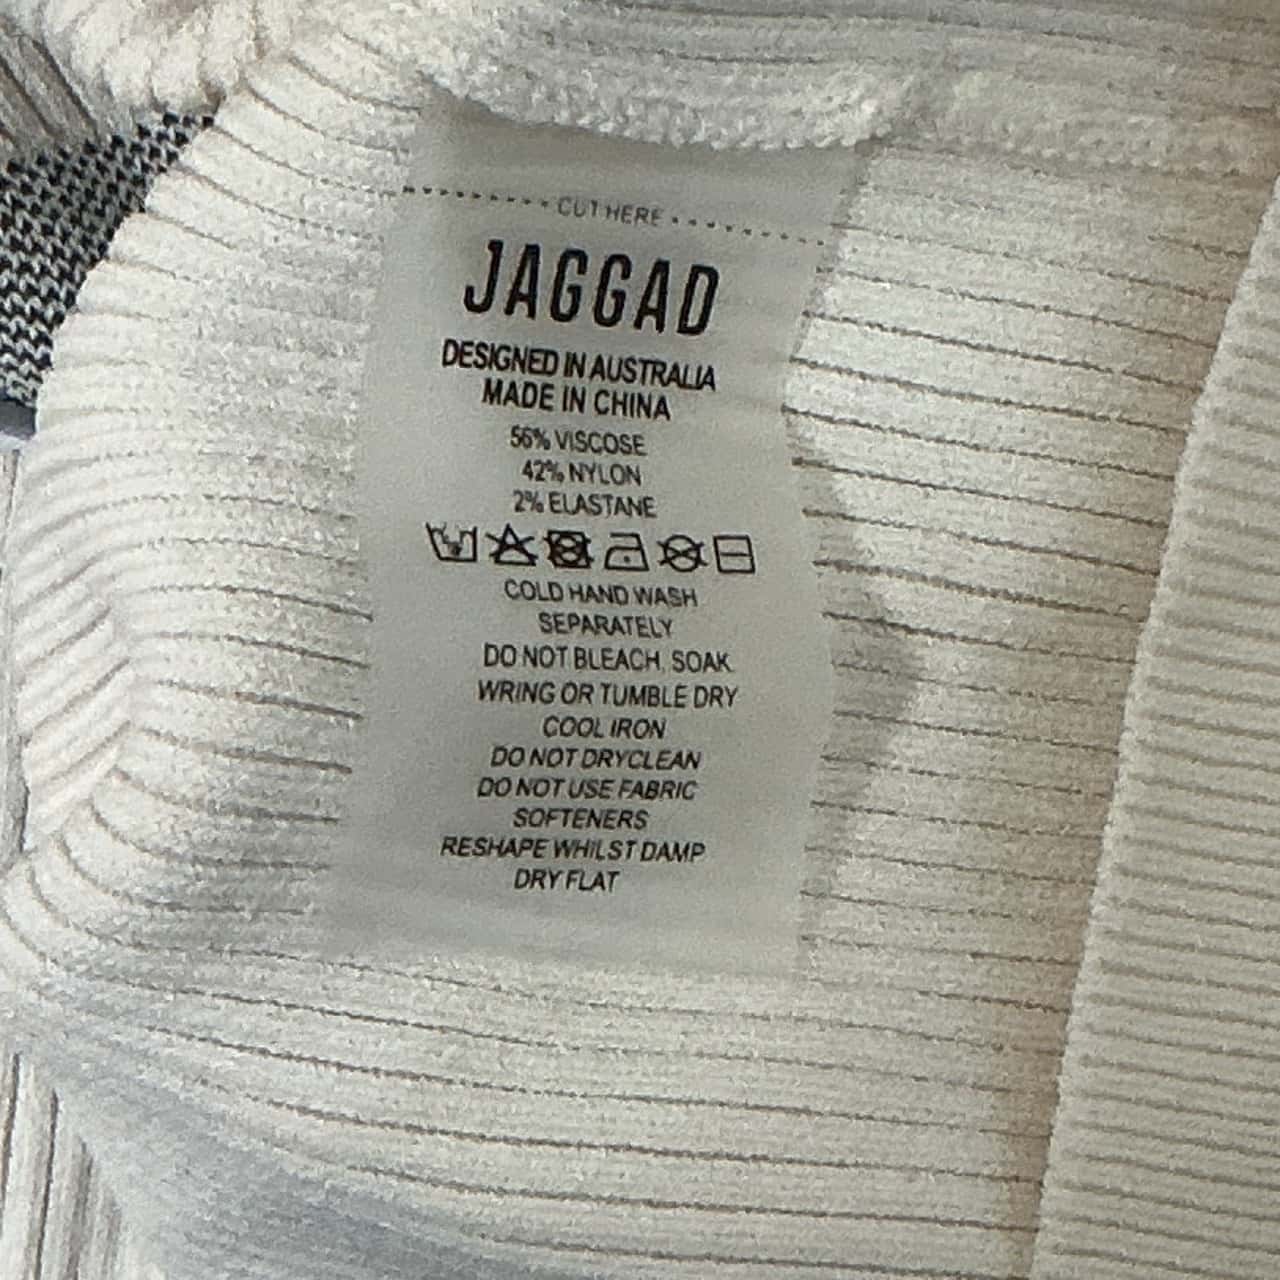 CUT HERE
JAGGAD
DESIGNED IN AUSTRALIA
MADE IN CHINA
56% VISCOSE
42% NYLON
2% ELASTANE
COLD HAND WASH
SEPARATELY
DO NOT BLEACH, SOAK
WRING OR TUMBLE DRY
COOL IRON
DO NOT DRYCLEAN
DO NOT USE FABRIC
SOFTENERS
RESHAPE WHILST DAMP
DRY FLAT